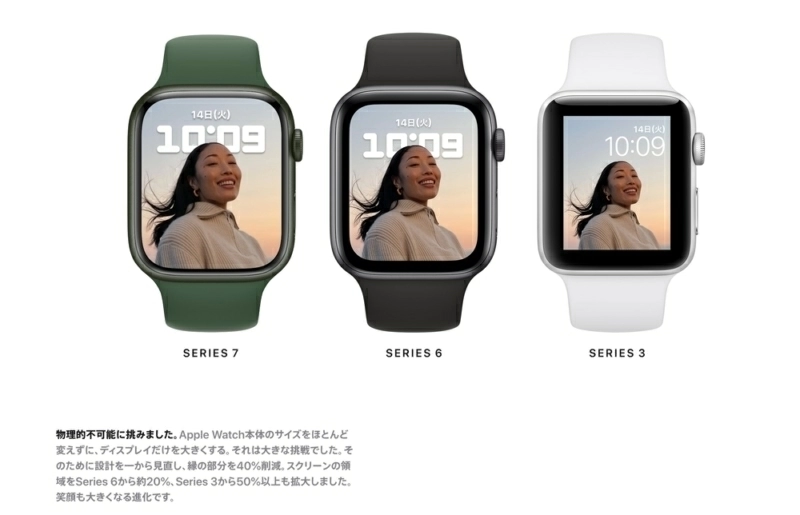 14日(火)
10:09
14日(火)
10:09
14日(火)
10:09
SERIES 7
SERIES 6
SERIES 3
物理的不可能に挑みました。Apple Watch本体のサイズをほとんど
変えずに、ディスプレイだけを大きくする。それは大きな挑戦でした。そ
のために設計を一から見直し、縁の部分を40%削減。スクリーンの領
域をSeries 6から約20%、Series 3から50%以上も拡大しました。
笑顔も大きくなる進化です。